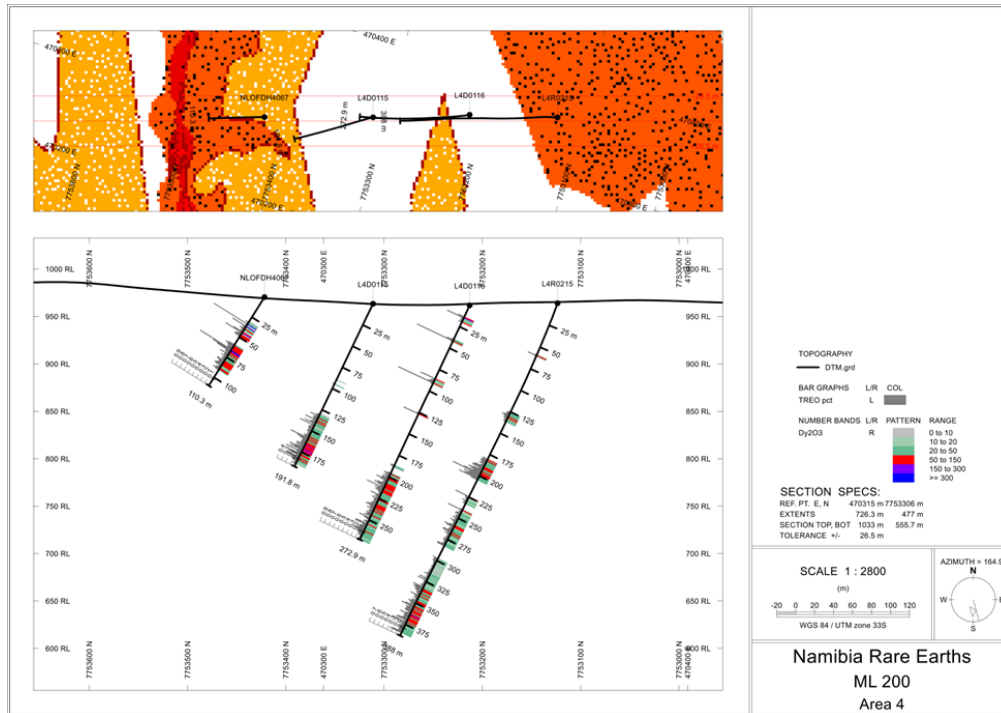 470400 E
470400 E
NLOFDH4067
L4D0115
L4D0116
L4R0215
272.9 m
470200 E
7753600 N
7753400 N
470200 E
7753300 N
470200 E
7753600 N
7753500 N
7753400 N
470300 E
7753300 N
7753200 N
7753100 N
7753000 N
470400 E
1000 RL
1000 RL
L4D0115
L4D0116
L4R0215
950 RL
950 RL
25 m
25 m
25 m
25 m
50
50
50
50
900 RL
900 RL
75
75
75
75
100
100
100
110.3 m
850 RL
850 RL
125
125
125
150
150
150
800 RL
800 RL
175
175
175
191.8 m
200
200
750 RL
750 RL
225
225
250
250
272.9 m
275
700 RL
700 RL
300
325
650 RL
650 RL
350
375
600 RL
600 RL
7753600 N
7753500 N
7753400 N
470300 E
7753300 N
7753200 N
7753100 N
7753000 N
470400 E
TOPOGRAPHY
DTM.grd
BAR GRAPHS L/R COL
TREO pct L
NUMBER BANDS L/R PATTERN RANGE
Dy2O3 R 0 to 10
10 to 20
20 to 50
50 to 150
150 to 300
>= 300
SECTION SPECS:
REF. PT. E, N 470315 m 7753306 m
EXTENTS 726.3 m 477 m
SECTION TOP, BOT 1033 m 555.7 m
TOLERANCE +/- 26.5 m
SCALE 1 : 2800
(m)
-20 0 20 40 60 80 100 120
WGS 84 / UTM zone 33S
AZIMUTH = 164.9
N
W
S
Namibia Rare Earths
ML 200
Area 4